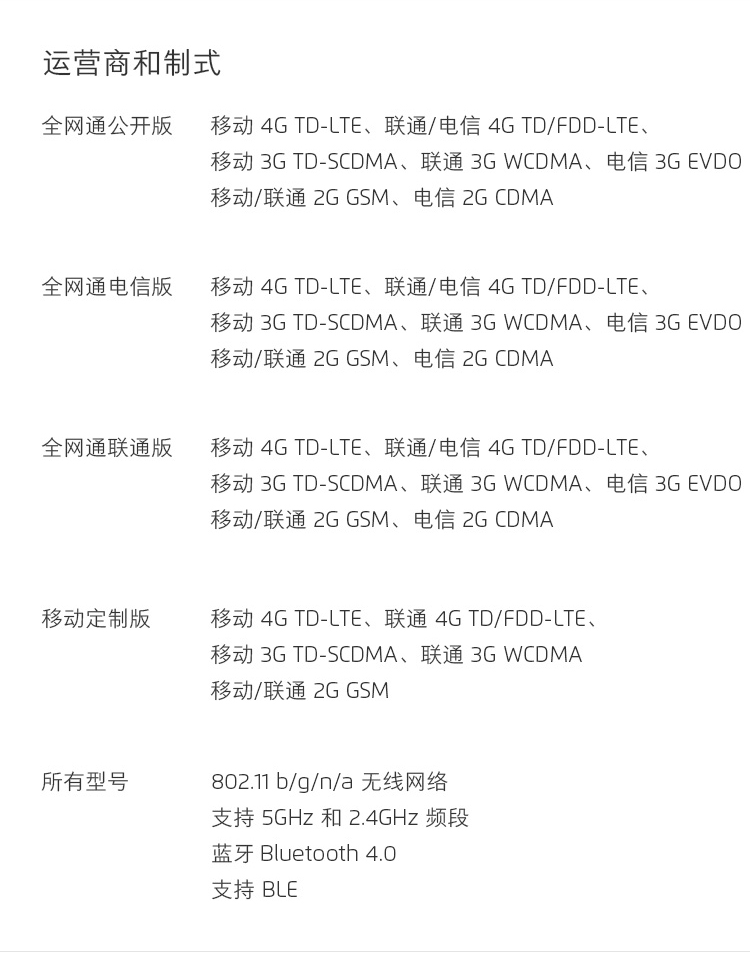 运营商和制式
全网通公开版 移动 4G TD-LTE、联通/电信 4G TD/FDD-LTE、
移动 3G TD-SCDMA、联通 3G WCDMA、电信 3G EVDO
移动/联通 2G GSM、电信 2G CDMA
全网通电信版 移动 4G TD-LTE、联通/电信 4G TD/FDD-LTE、
移动 3G TD-SCDMA、联通 3G WCDMA、电信 3G EVDO
移动/联通 2G GSM、电信 2G CDMA
全网通联通版 移动 4G TD-LTE、联通/电信 4G TD/FDD-LTE、
移动 3G TD-SCDMA、联通 3G WCDMA、电信 3G EVDO
移动/联通 2G GSM、电信 2G CDMA
移动定制版 移动 4G TD-LTE、联通 4G TD/FDD-LTE、
移动 3G TD-SCDMA、联通 3G WCDMA
移动/联通 2G GSM
所有型号 802.11 b/g/n/a 无线网络
支持 5GHz 和 2.4GHz 频段
蓝牙 Bluetooth 4.0
支持 BLE